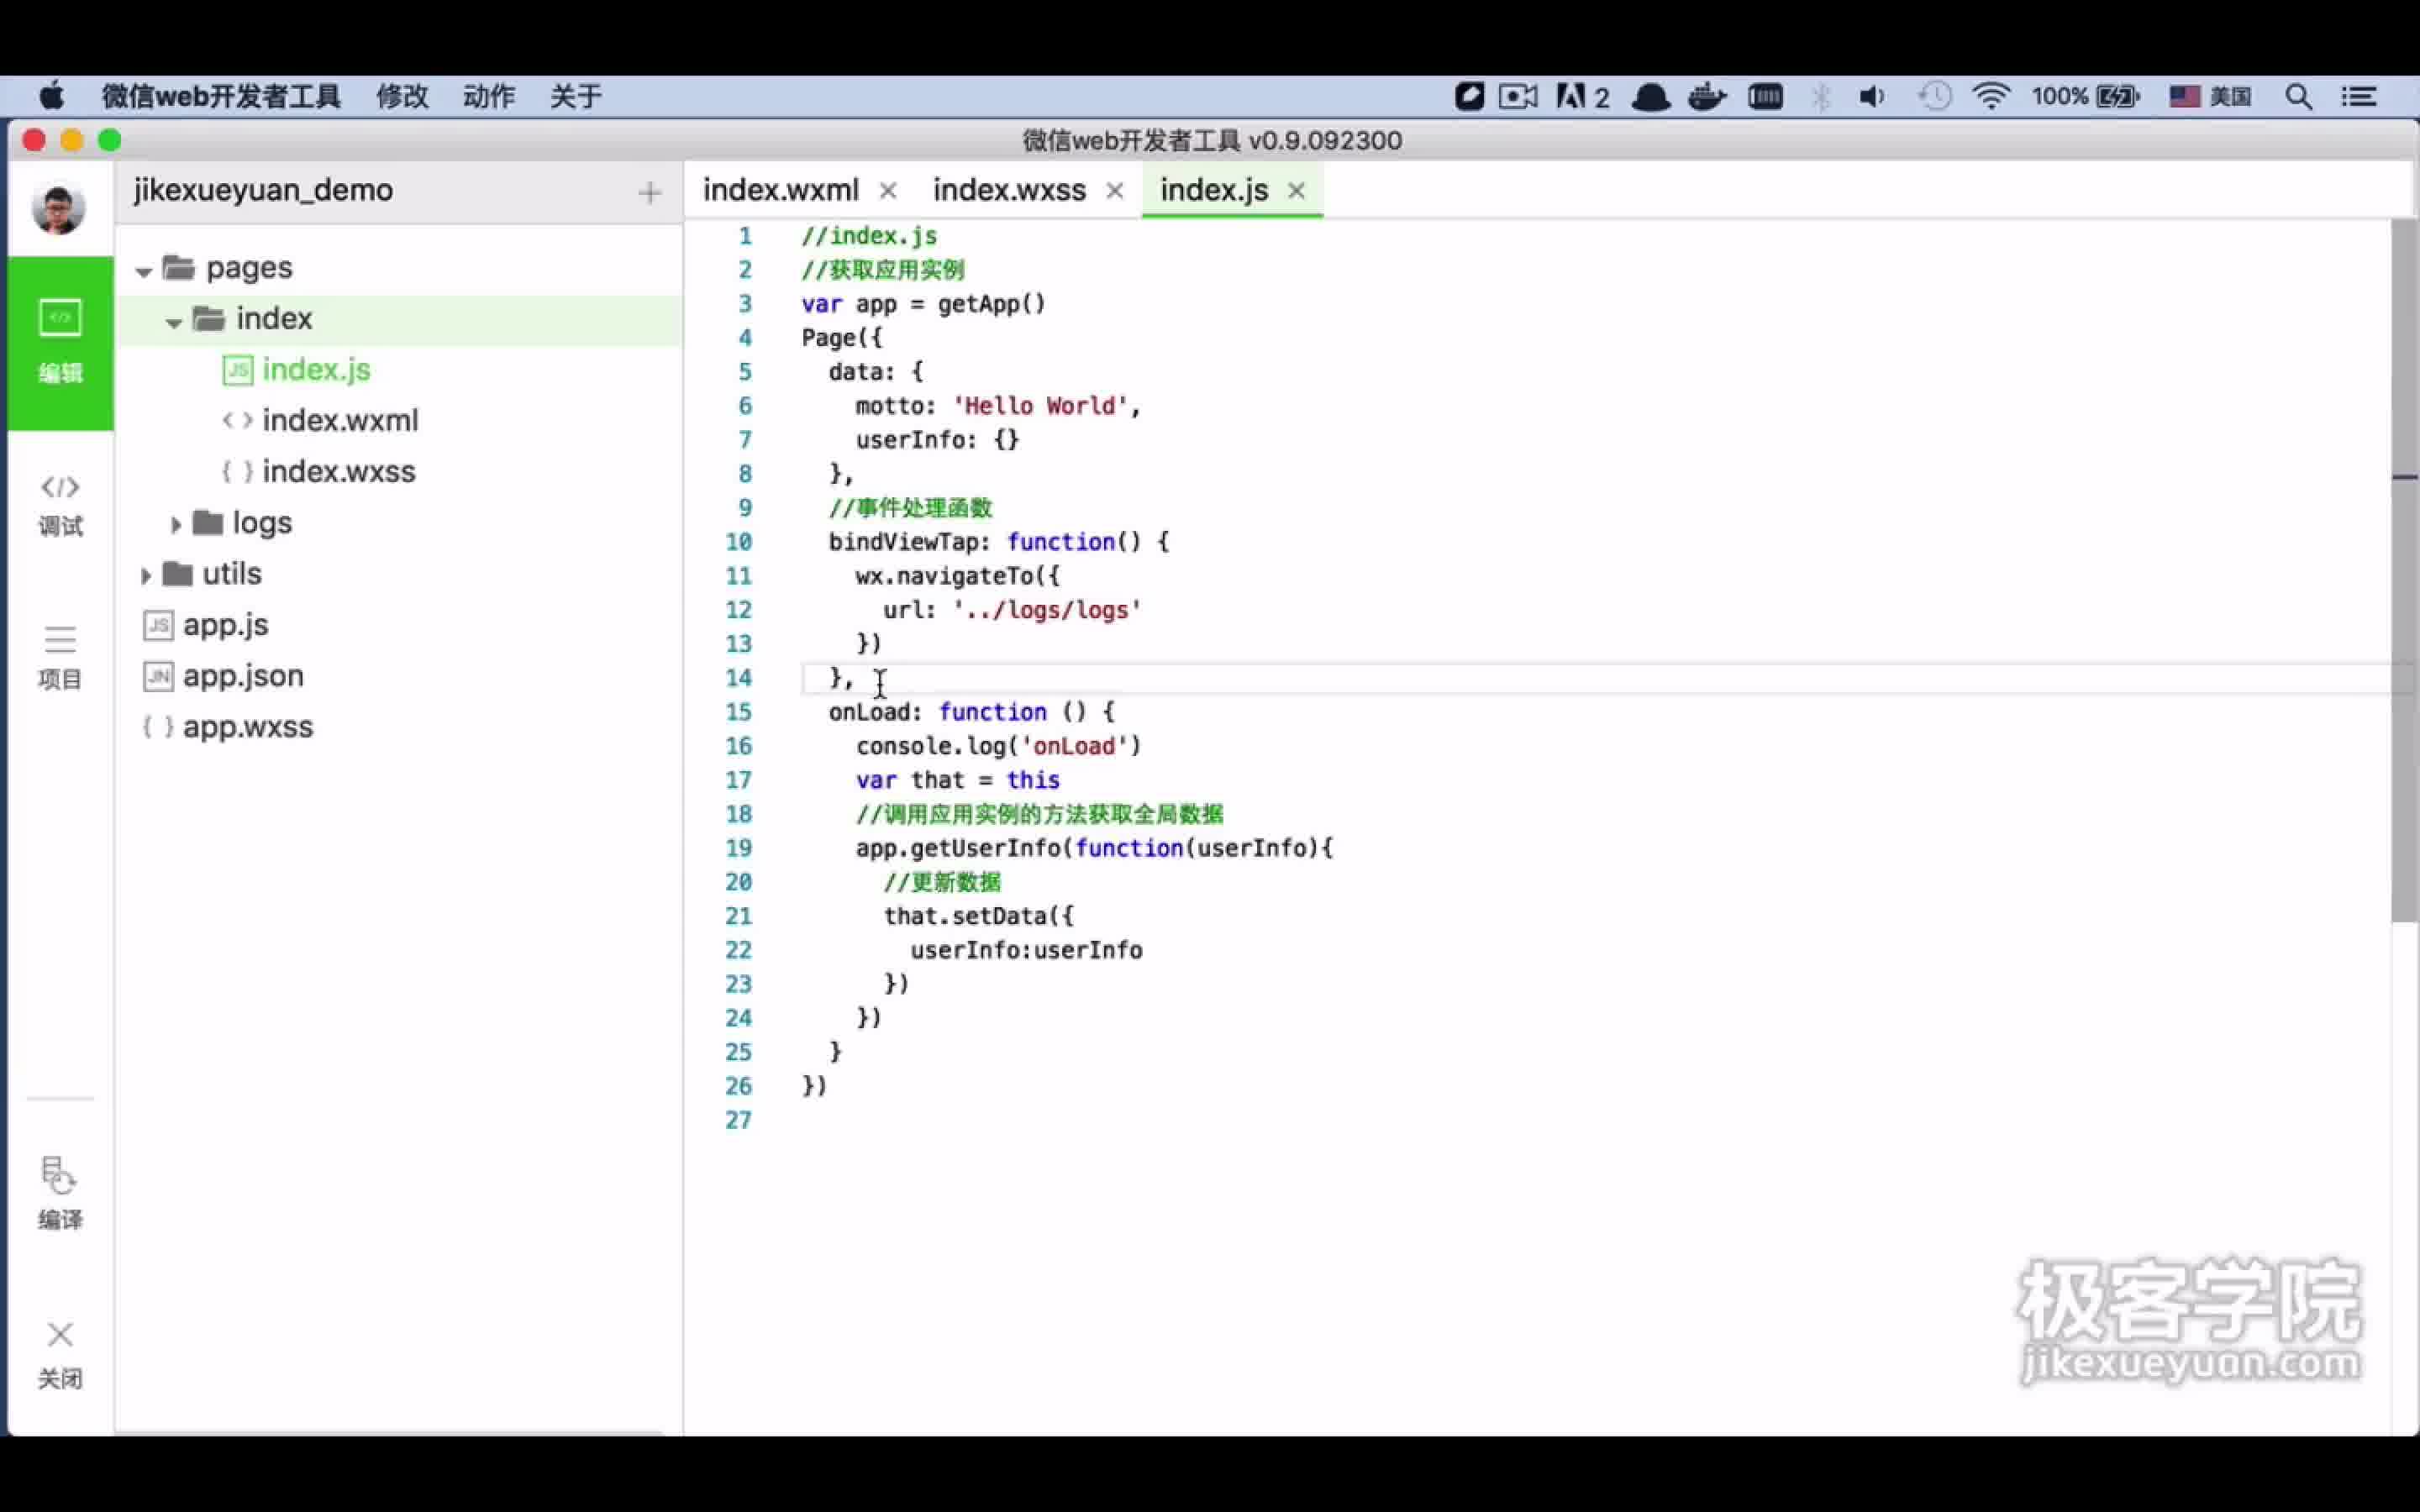 微信web开发者工具 修改 动作 关于
2 100% 美国
微信web开发者工具 v0.9.092300
jikexueyuan_demo
index.wxml
index.wxss
index.js
编辑
调试
项目
编译
关闭
pages
index
JS index.js
<> index.wxml
{ } index.wxss
logs
utils
JS app.js
JN app.json
{ } app.wxss
1 //index.js
2 //获取应用实例
3 var app = getApp()
4 Page({
5 data: {
6 motto: 'Hello World',
7 userInfo: {}
8 },
9 //事件处理函数
10 bindViewTap: function() {
11 wx.navigateTo({
12 url: '../logs/logs'
13 })
14 },
15 onLoad: function () {
16 console.log('onLoad')
17 var that = this
18 //调用应用实例的方法获取全局数据
19 app.getUserInfo(function(userInfo){
20 //更新数据
21 that.setData({
22 userInfo:userInfo
23 })
24 })
25 }
26 })
27
极客学院
jikexueyuan.com